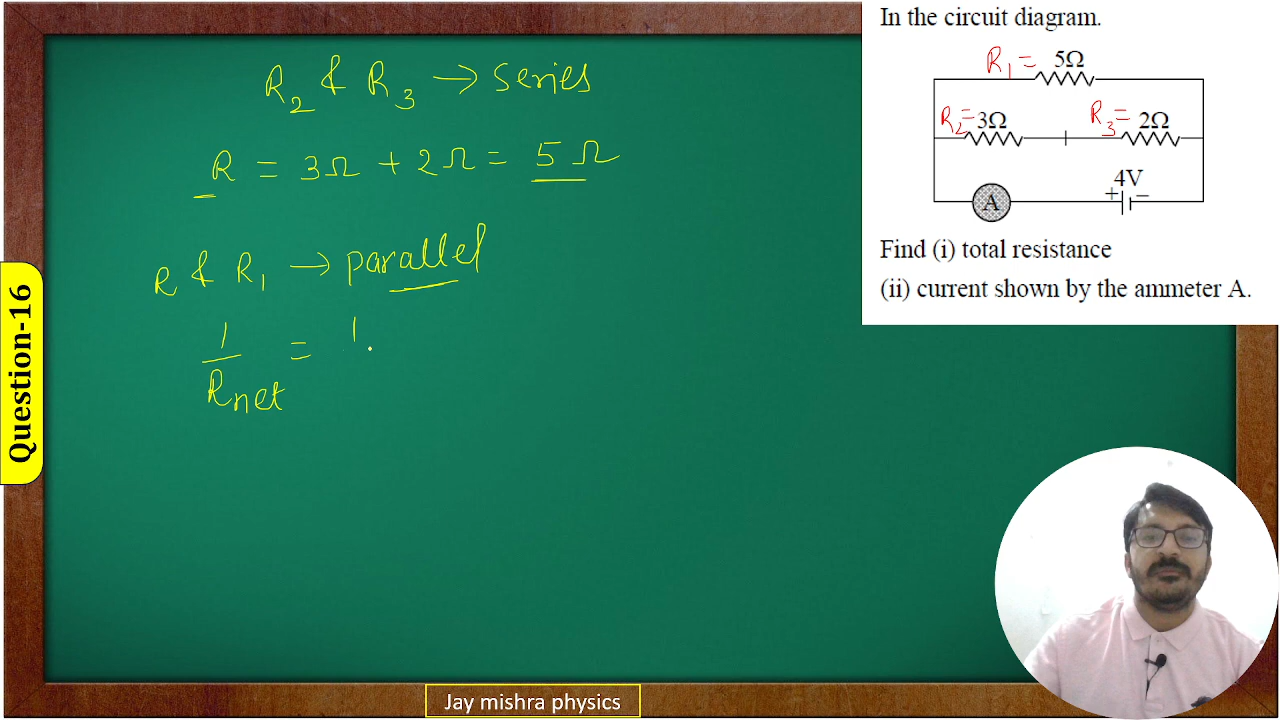 Question-16
R₂ & R₃ → Series
R = 3Ω + 2Ω = 5Ω
R & R₁ → parallel
1/Rnet = 1
In the circuit diagram.
R₁ = 5Ω
R₂ = 3Ω
R₃ = 2Ω
4V
+ −
A
Find (i) total resistance
(ii) current shown by the ammeter A.
Jay mishra physics